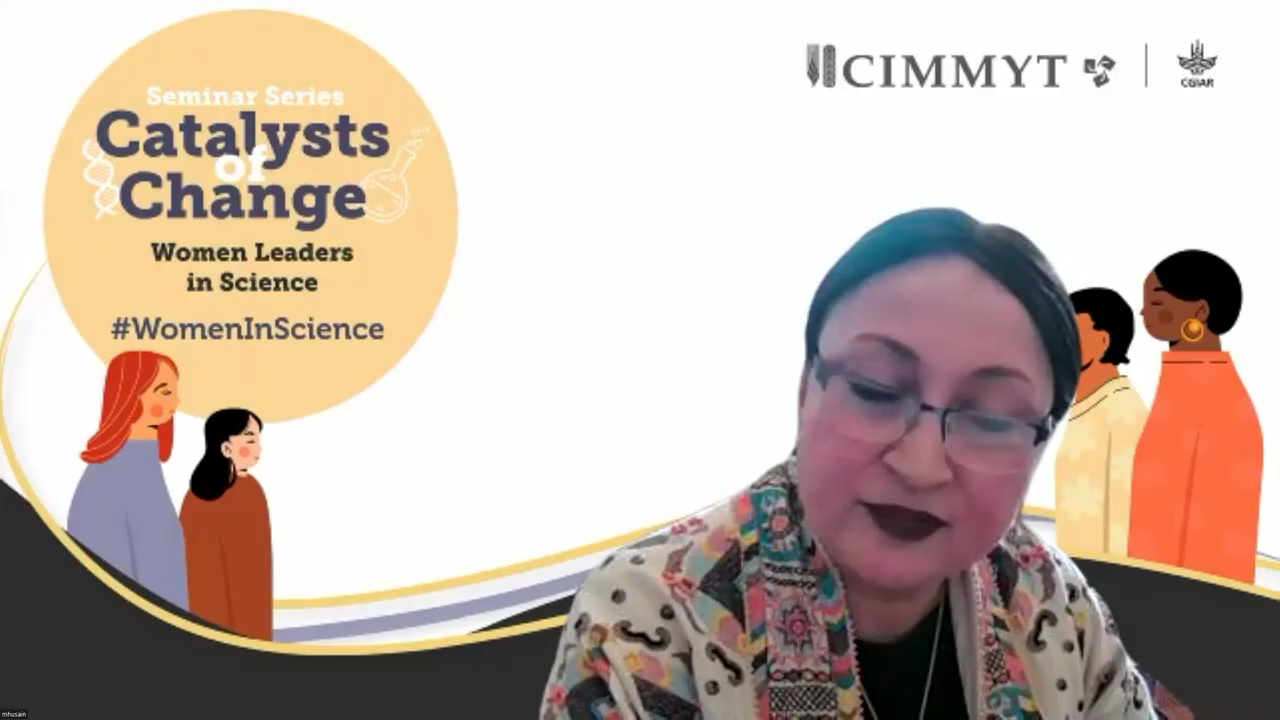 Seminar Series
Catalysts
of
Change
Women Leaders
in Science
#WomenInScience
CIMMYT
CGIAR
mhusain